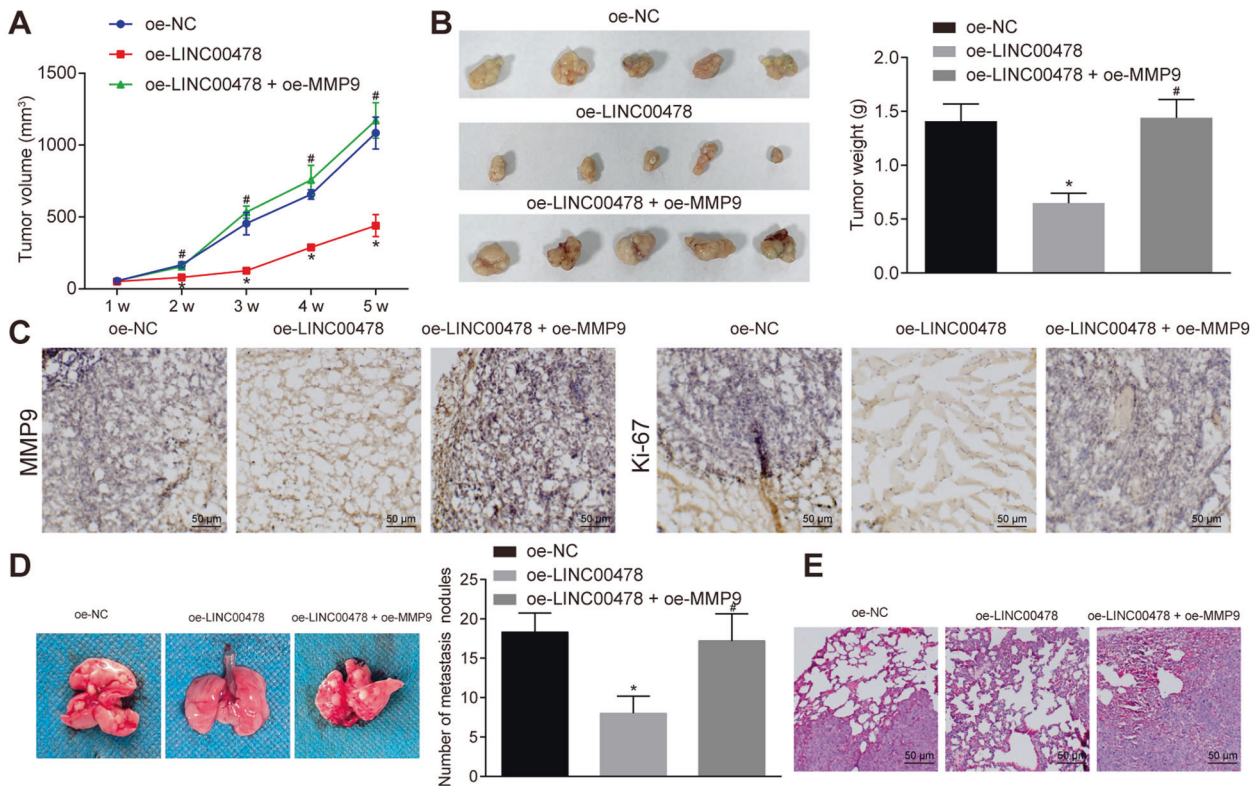 A
oe-NC
oe-LINC00478
oe-LINC00478 + oe-MMP9
Tumor volume (mm³)
1500
1000
500
0
1 w 2 w 3 w 4 w 5 w
# # # #
* * * *
B
oe-NC
oe-LINC00478
oe-LINC00478 + oe-MMP9
oe-NC
oe-LINC00478
oe-LINC00478 + oe-MMP9
Tumor weight (g)
2.0
1.5
1.0
0.5
0.0
*
#
C
oe-NC oe-LINC00478 oe-LINC00478 + oe-MMP9
MMP9
50 µm 50 µm 50 µm
oe-NC oe-LINC00478 oe-LINC00478 + oe-MMP9
Ki-67
50 µm 50 µm 50 µm
D
oe-NC oe-LINC00478 oe-LINC00478 + oe-MMP9
oe-NC
oe-LINC00478
oe-LINC00478 + oe-MMP9
Number of metastasis nodules
25
20
15
10
5
0
*
#
E
oe-NC oe-LINC00478 oe-LINC00478 + oe-MMP9
50 µm 50 µm 50 µm